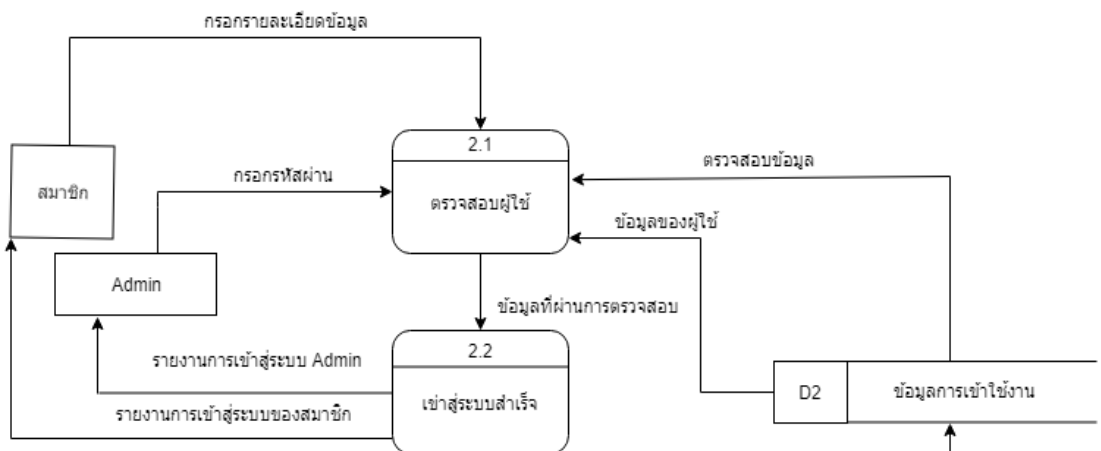 กรอกรายละเอียดข้อมูล
2.1
ตรวจสอบข้อมูล
สมาชิก
กรอกรหัสผ่าน
ตรวจสอบผู้ใช้
ข้อมูลของผู้ใช้
Admin
ข้อมูลที่ผ่านการตรวจสอบ
2.2
รายงานการเข้าสู่ระบบ Admin
เข่าสู่ระบบสำเร็จ
D2
ข้อมูลการเข้าใช้งาน
รายงานการเข้าสู่ระบบของสมาชิก